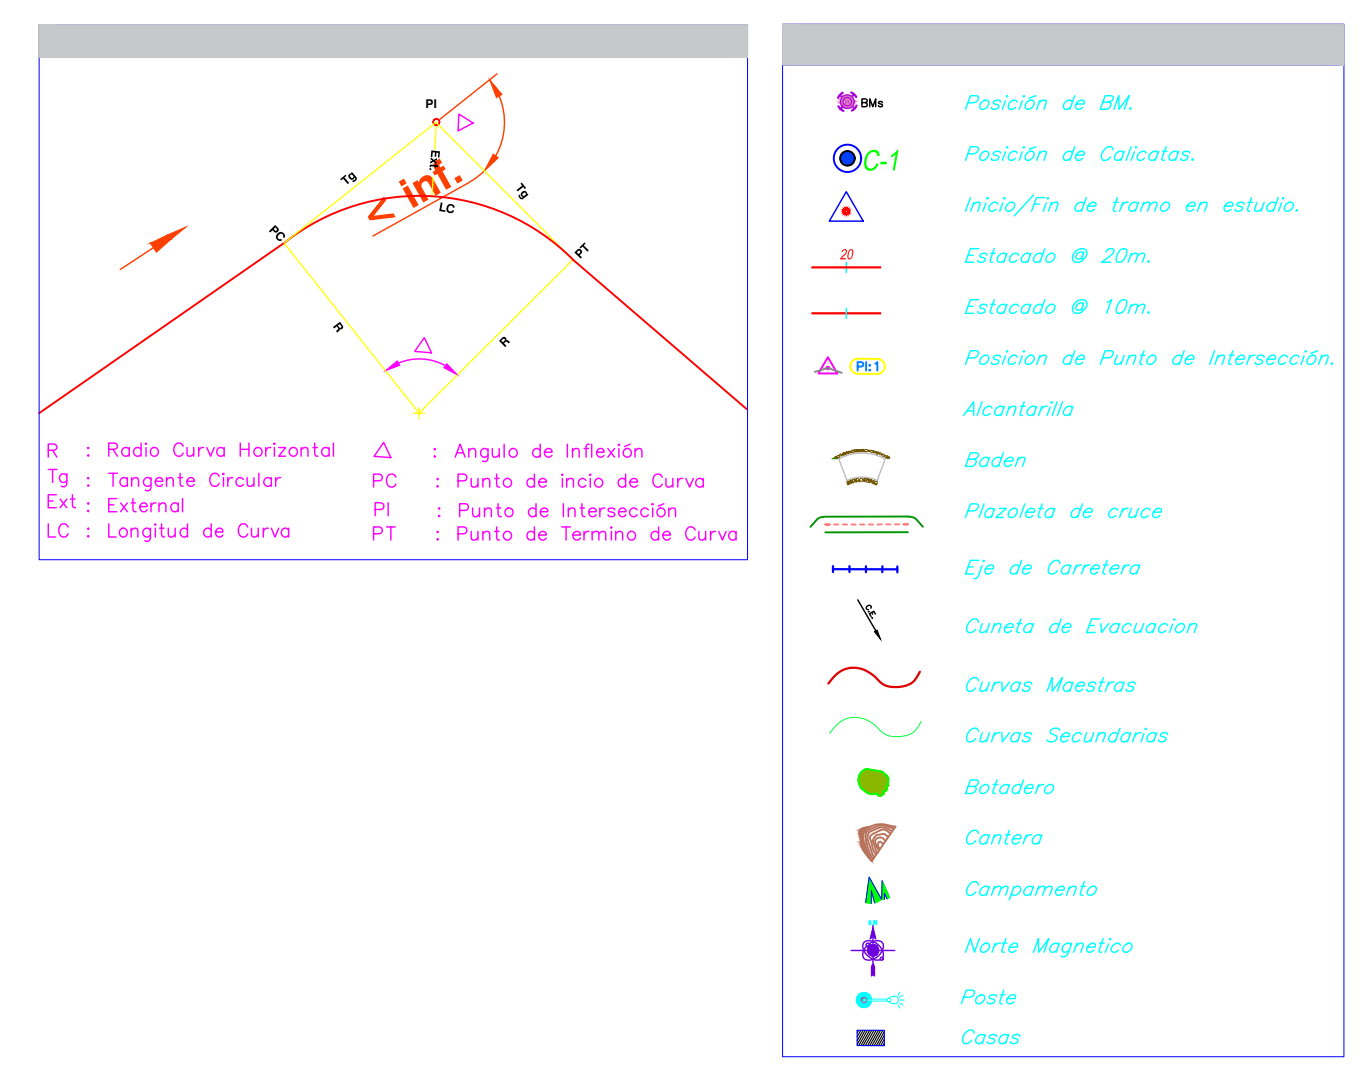 PI
Ext.
Tg
Tg
< inf.
LC
PC
PT
R
R
R : Radio Curva Horizontal
Tg : Tangente Circular
Ext : External
LC : Longitud de Curva
△ : Angulo de Inflexión
PC : Punto de incio de Curva
PI : Punto de Intersección
PT : Punto de Termino de Curva
BMs Posición de BM.
C-1 Posición de Calicatas.
Inicio/Fin de tramo en estudio.
20 Estacado @ 20m.
Estacado @ 10m.
PI:1 Posicion de Punto de Intersección.
Alcantarilla
Baden
Plazoleta de cruce
Eje de Carretera
C.E. Cuneta de Evacuacion
Curvas Maestras
Curvas Secundarias
Botadero
Cantera
Campamento
Norte Magnetico
Poste
Casas